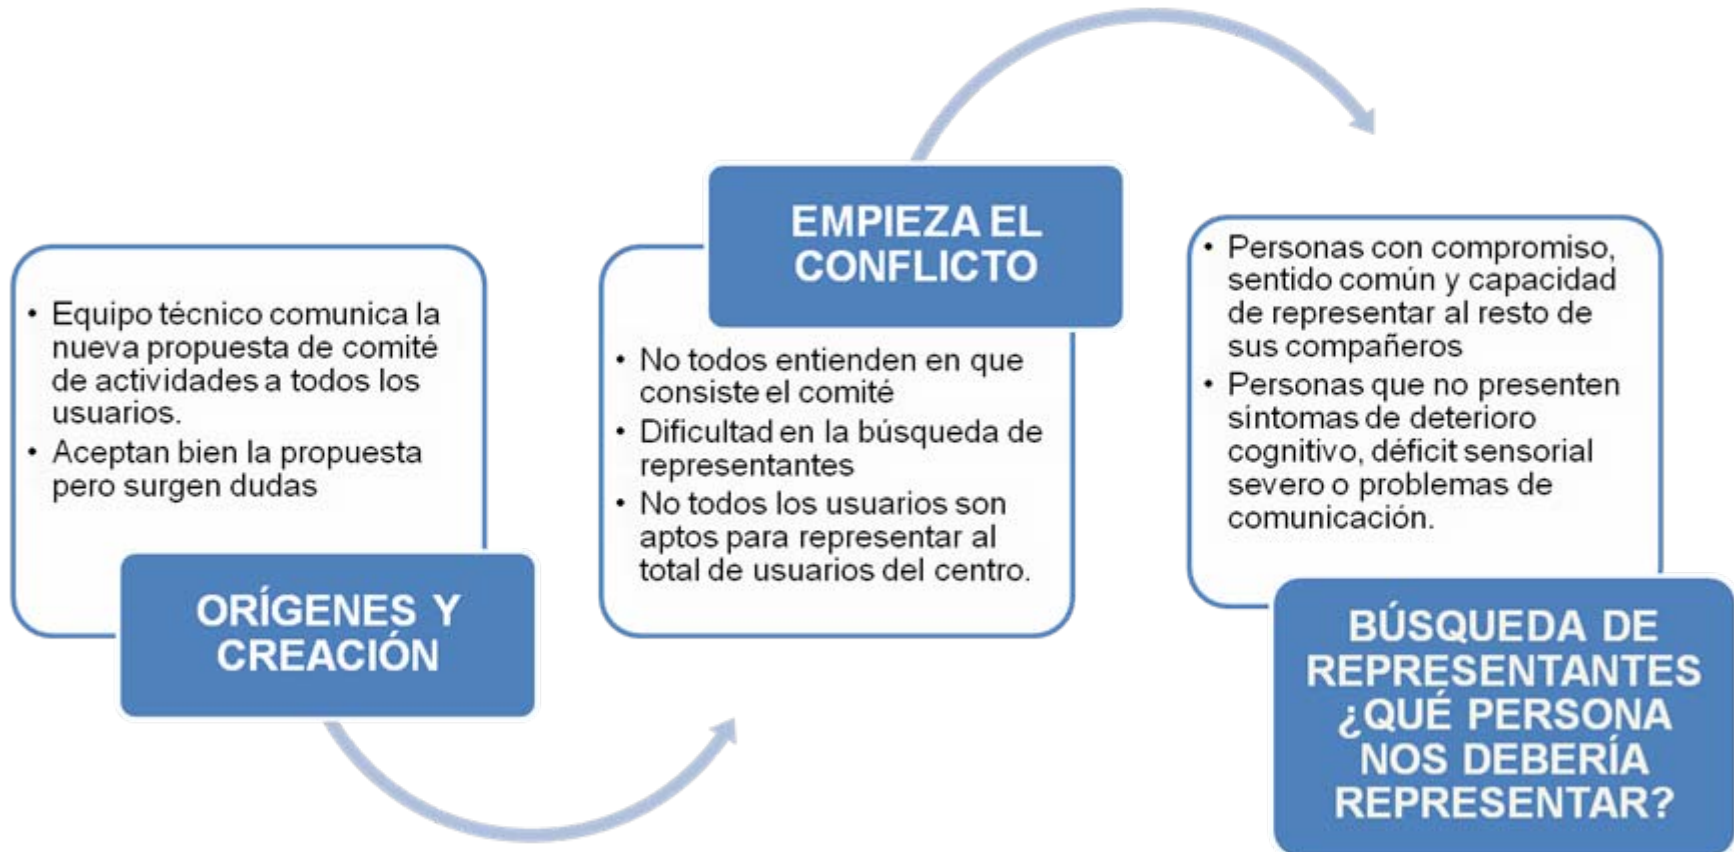 • Equipo técnico comunica la
nueva propuesta de comité
de actividades a todos los
usuarios.
• Aceptan bien la propuesta
pero surgen dudas
ORÍGENES Y
CREACIÓN
EMPIEZA EL
CONFLICTO
• No todos entienden en que
consiste el comité
• Dificultad en la búsqueda de
representantes
• No todos los usuarios son
aptos para representar al
total de usuarios del centro.
• Personas con compromiso,
sentido común y capacidad
de representar al resto de
sus compañeros
• Personas que no presenten
síntomas de deterioro
cognitivo, déficit sensorial
severo o problemas de
comunicación.
BÚSQUEDA DE
REPRESENTANTES
¿QUÉ PERSONA
NOS DEBERÍA
REPRESENTAR?